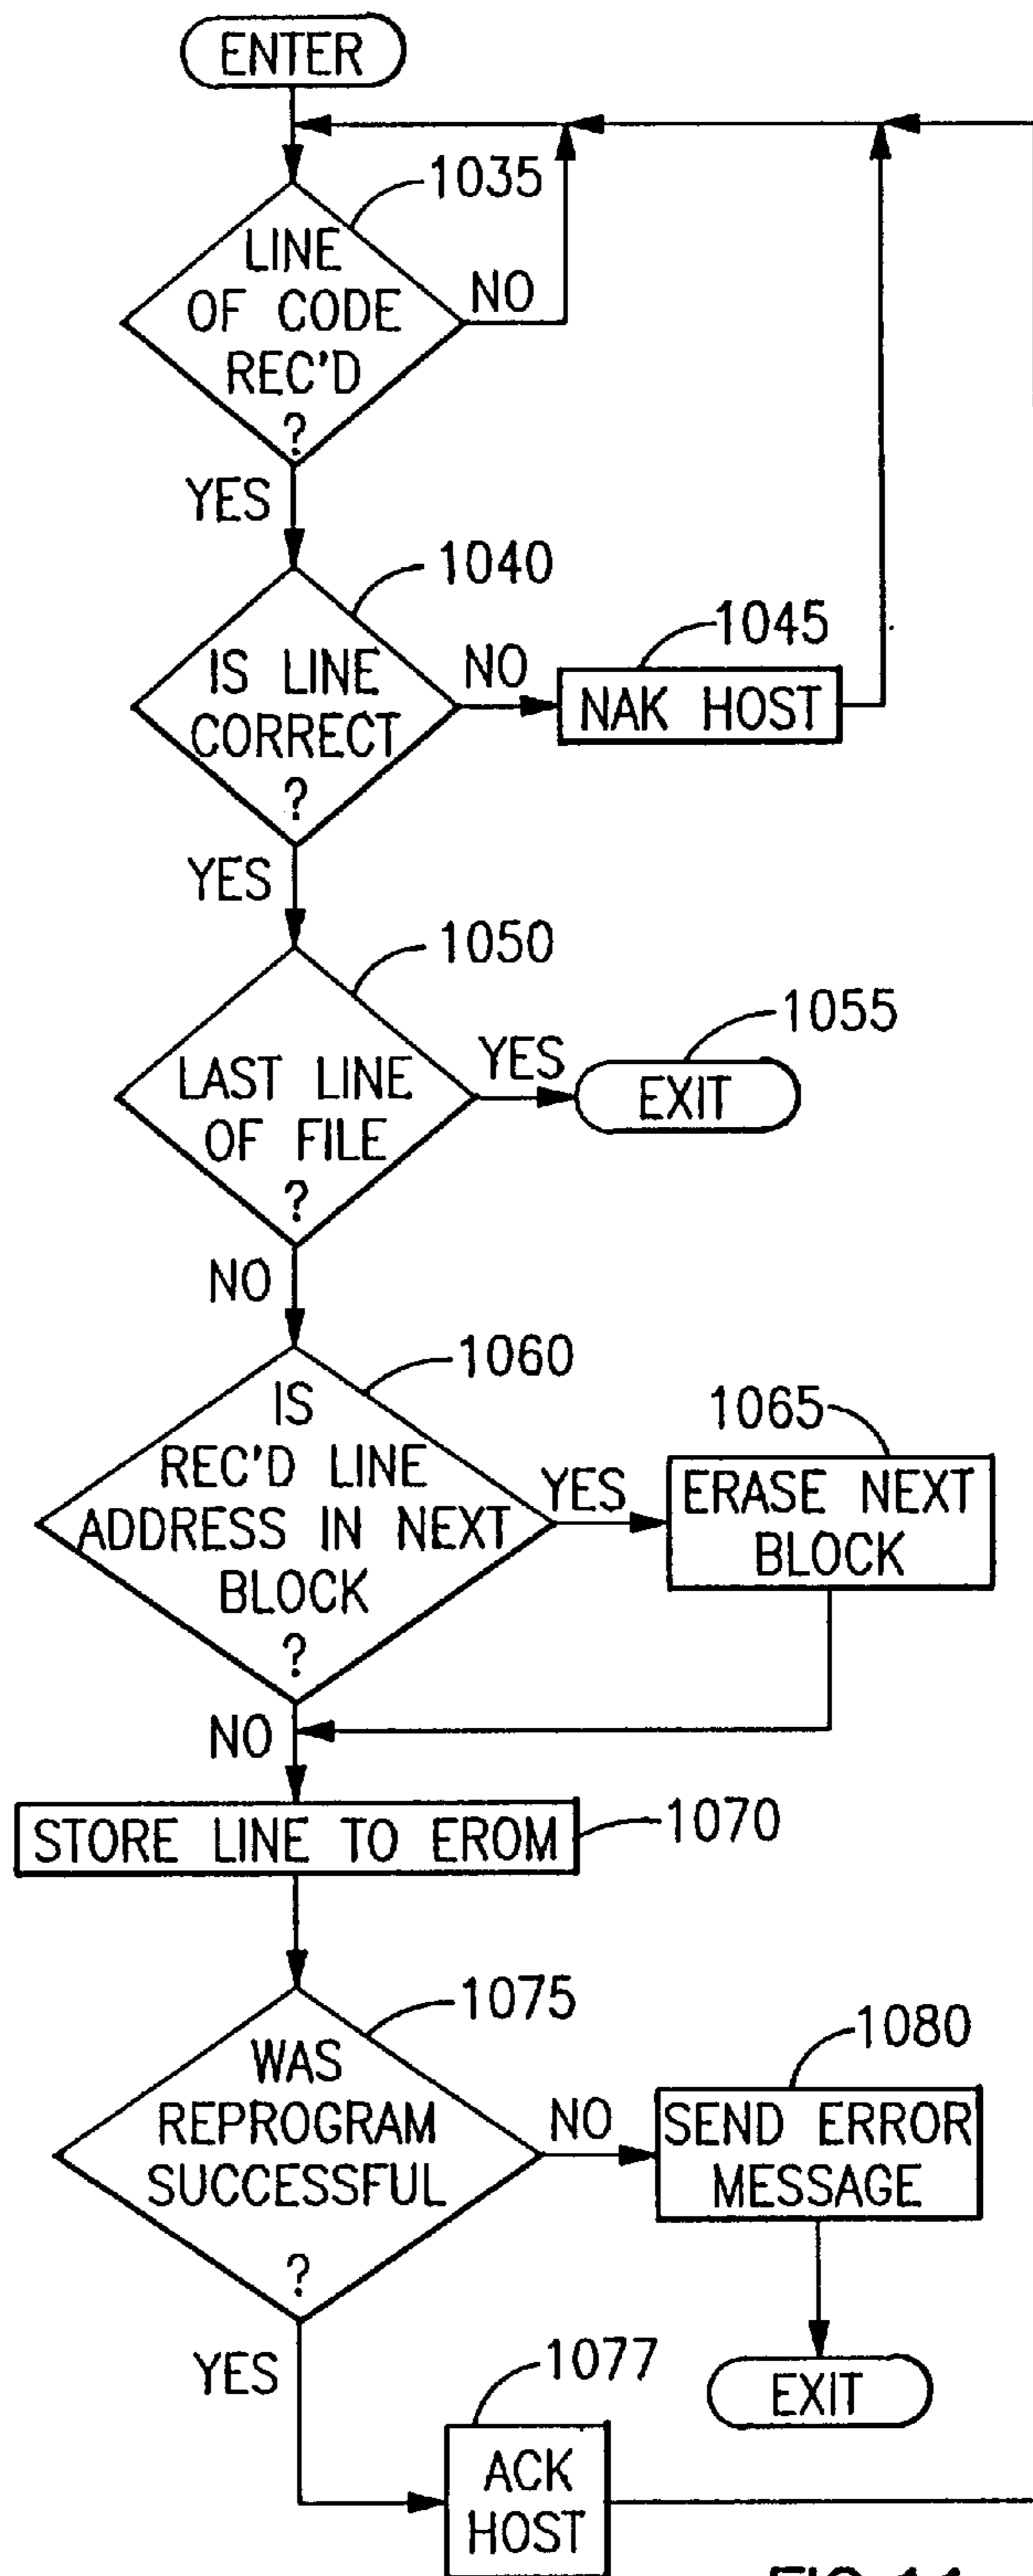 ENTER
1035
LINE
OF CODE
REC'D
?
NO
YES
1040
IS LINE
CORRECT
?
NO
1045
NAK HOST
YES
1050
LAST LINE
OF FILE
?
YES
1055
EXIT
NO
1060
IS
REC'D LINE
ADDRESS IN NEXT
BLOCK
?
YES
1065
ERASE NEXT
BLOCK
NO
STORE LINE TO EROM
1070
1075
WAS
REPROGRAM
SUCCESSFUL
?
NO
1080
SEND ERROR
MESSAGE
EXIT
YES
1077
ACK
HOST